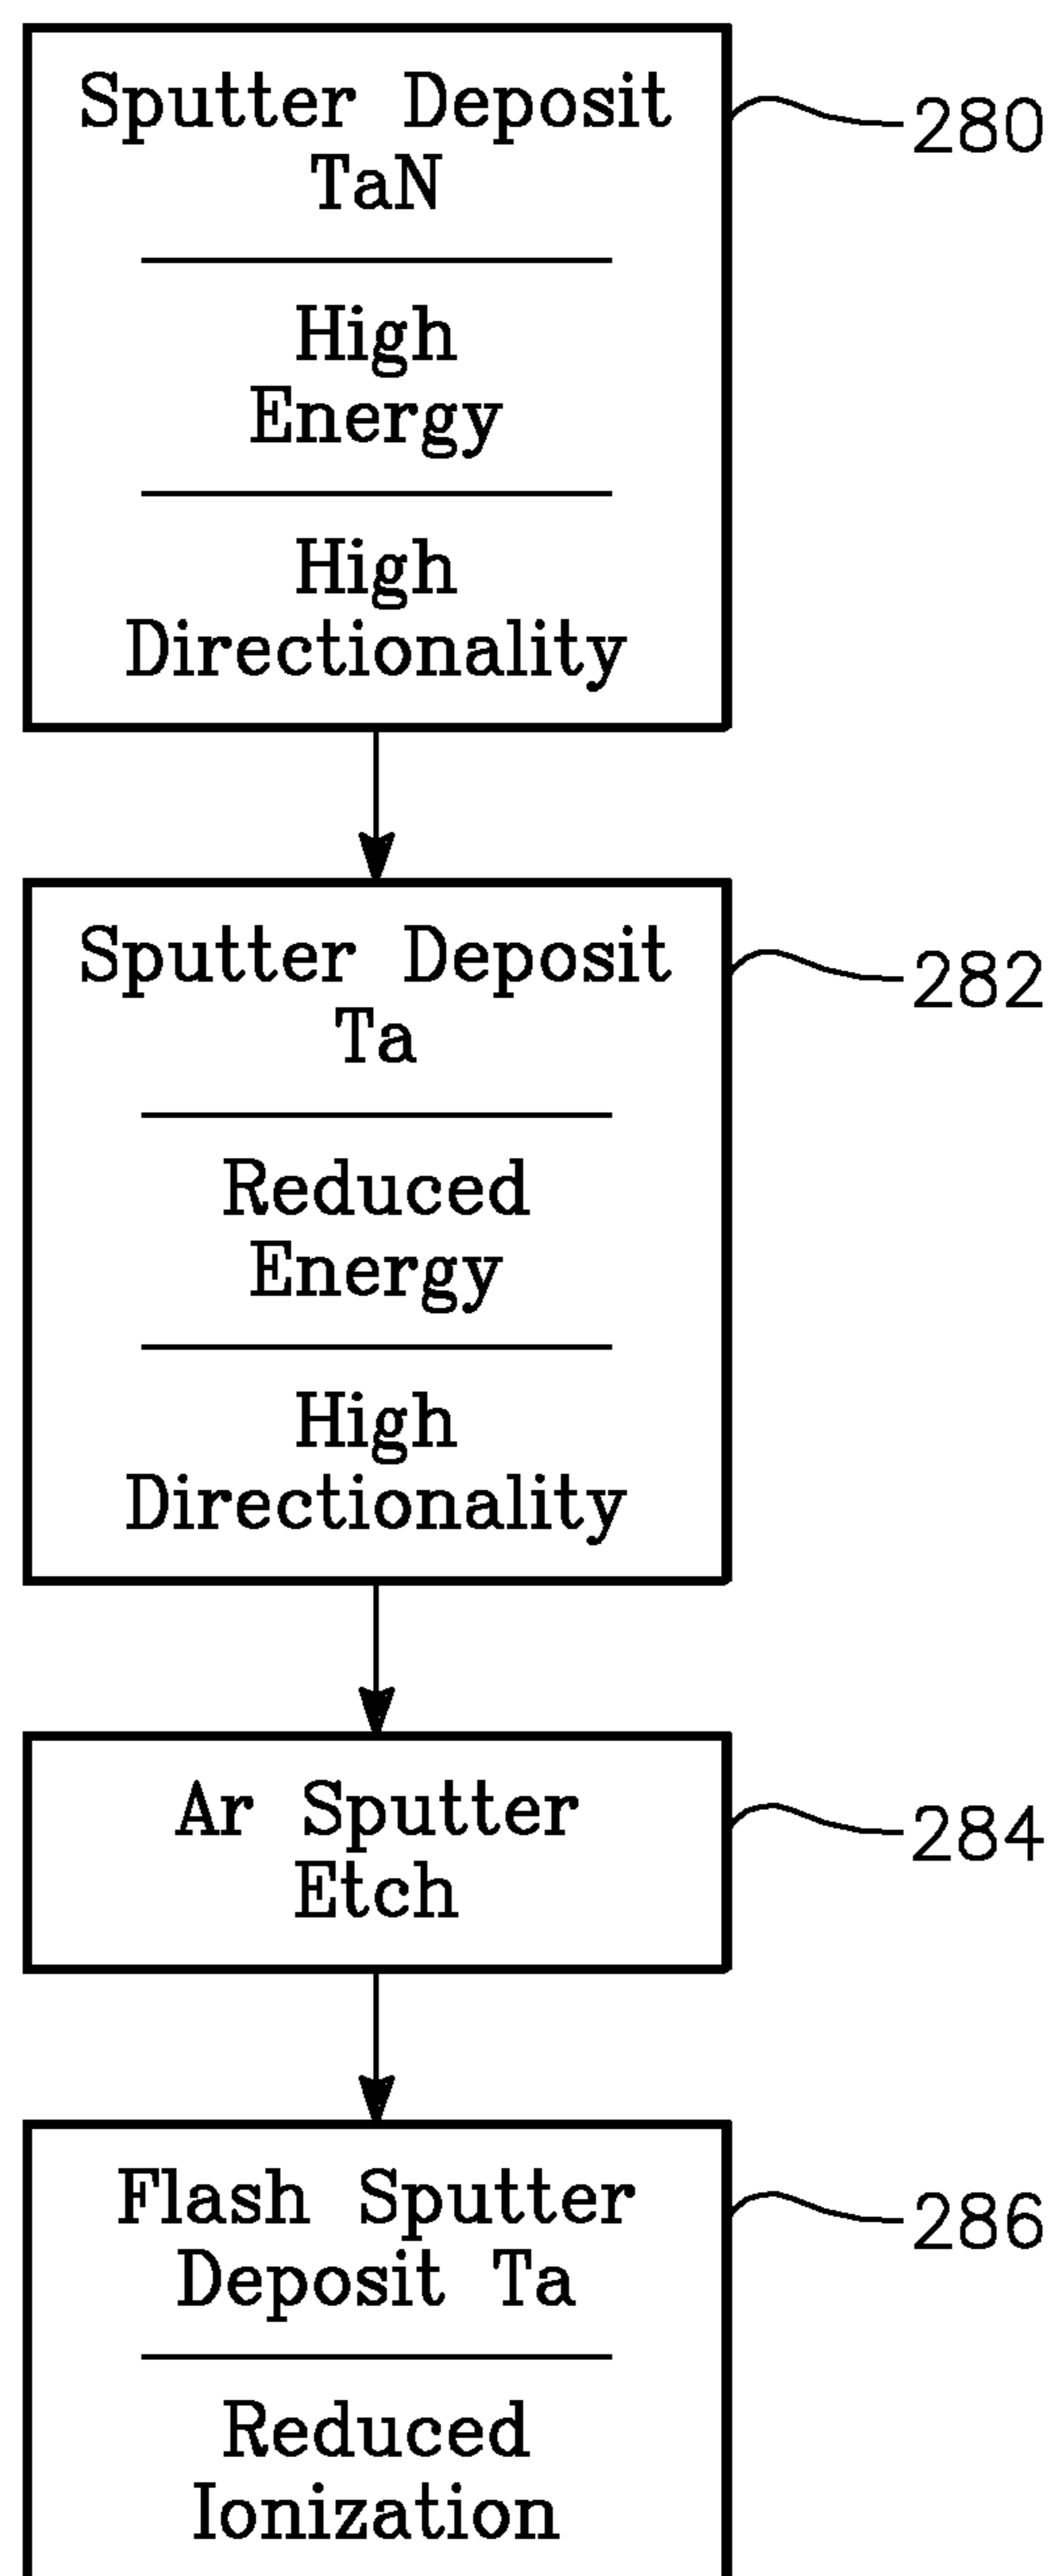 Sputter Deposit
TaN
High
Energy
High
Directionality
280
Sputter Deposit
Ta
Reduced
Energy
High
Directionality
282
Ar Sputter
Etch
284
Flash Sputter
Deposit Ta
Reduced
Ionization
286